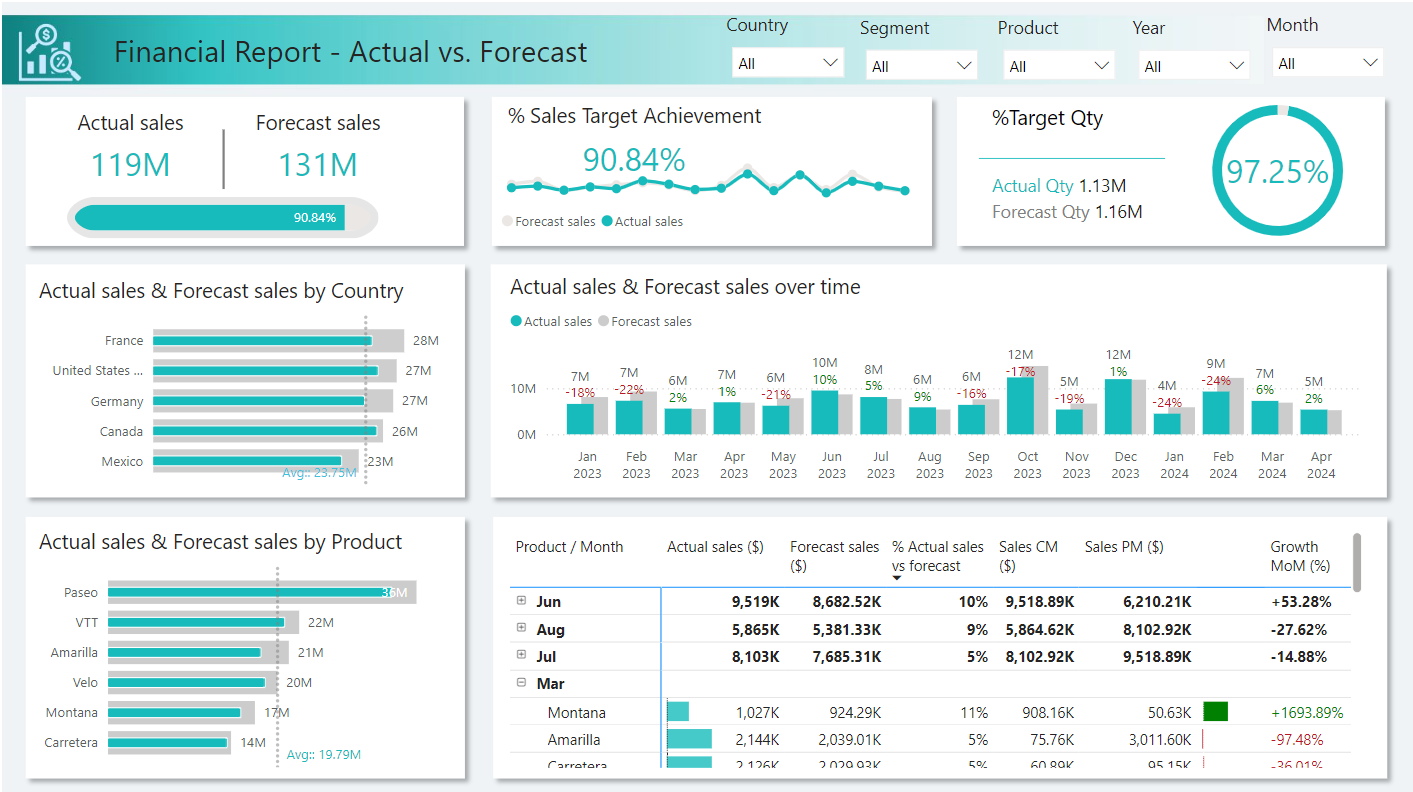 Financial Report - Actual vs. Forecast
Country
All
Segment
All
Product
All
Year
All
Month
All
Actual sales
119M
Forecast sales
131M
90.84%
% Sales Target Achievement
90.84%
Forecast sales Actual sales
%Target Qty
Actual Qty 1.13M
Forecast Qty 1.16M
97.25%
Actual sales & Forecast sales by Country
France 28M
United States ... 27M
Germany 27M
Canada 26M
Mexico 23M
Avg:: 23.75M
Actual sales & Forecast sales over time
Actual sales Forecast sales
10M
0M
7M -18% Jan 2023
7M -22% Feb 2023
6M 2% Mar 2023
7M 1% Apr 2023
6M -21% May 2023
10M 10% Jun 2023
8M 5% Jul 2023
6M 9% Aug 2023
6M -16% Sep 2023
12M -17% Oct 2023
5M -19% Nov 2023
12M 1% Dec 2023
4M -24% Jan 2024
9M -24% Feb 2024
7M 6% Mar 2024
5M 2% Apr 2024
Actual sales & Forecast sales by Product
Paseo 36M
VTT 22M
Amarilla 21M
Velo 20M
Montana 17M
Carretera 14M
Avg:: 19.79M
Product / Month Actual sales ($) Forecast sales ($) % Actual sales vs forecast Sales CM ($) Sales PM ($) Growth MoM (%)
Jun 9,519K 8,682.52K 10% 9,518.89K 6,210.21K +53.28%
Aug 5,865K 5,381.33K 9% 5,864.62K 8,102.92K -27.62%
Jul 8,103K 7,685.31K 5% 8,102.92K 9,518.89K -14.88%
Mar
Montana 1,027K 924.29K 11% 908.16K 50.63K +1693.89%
Amarilla 2,144K 2,039.01K 5% 75.76K 3,011.60K -97.48%
Carretera 2,126K 2,029.93K 5% 60.89K 95.15K -36.01%